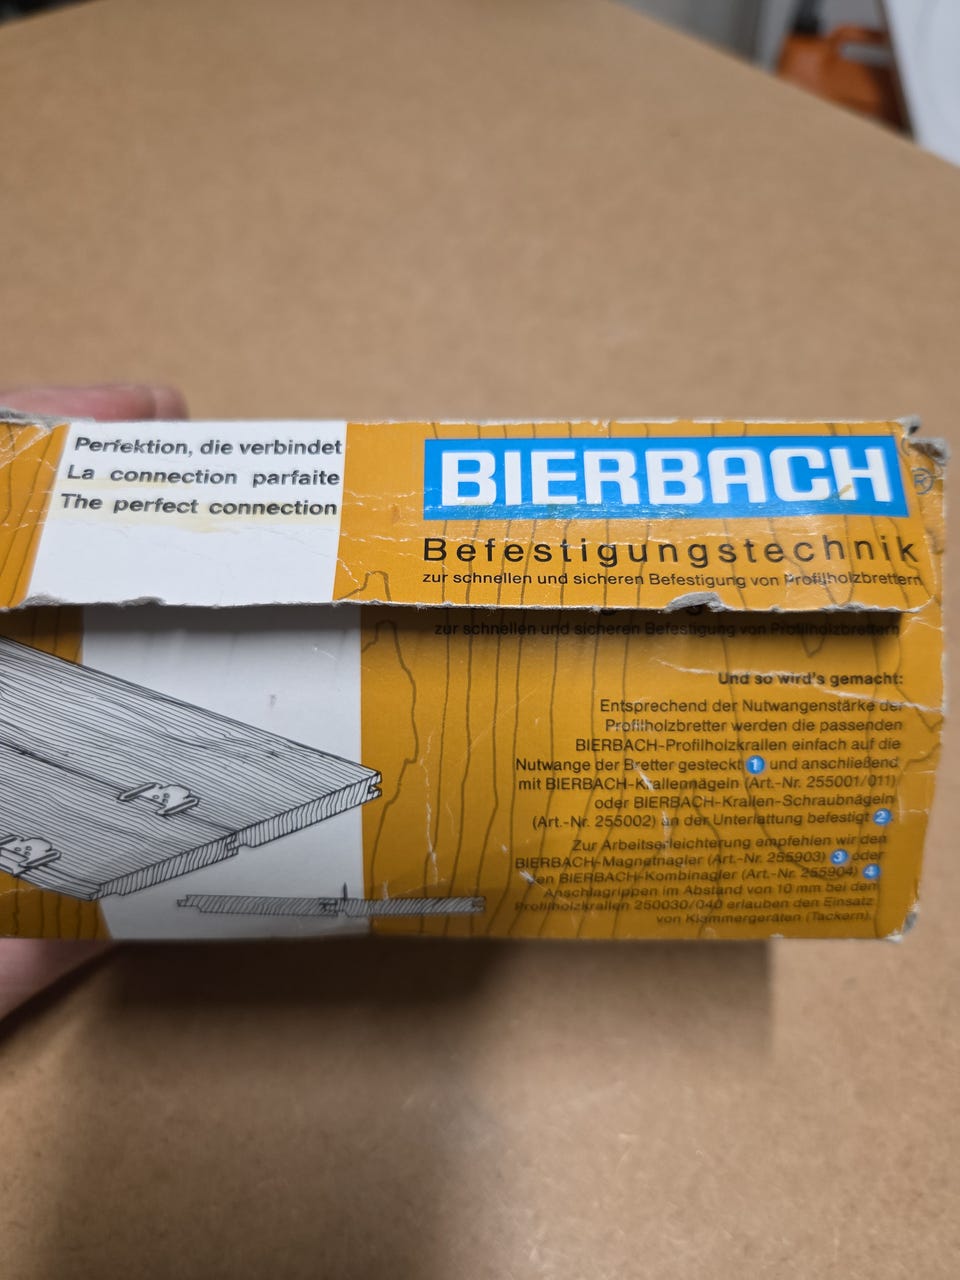 Perfektion, die verbindet
La connection parfaite
The perfect connection
BIERBACH®
Befestigungstechnik
zur schnellen und sicheren Befestigung von Profilholzbrettern
zur schnellen und sicheren Befestigung von Profilholzbrettern
Und so wird's gemacht:
Entsprechend der Nutwangenstärke der
Profilholzbretter werden die passenden
BIERBACH-Profilholzkrallen einfach auf die
Nutwange der Bretter gesteckt 1 und anschließend
mit BIERBACH-Krallennägeln (Art.-Nr. 255001/011)
oder BIERBACH-Krallen-Schraubnägeln
(Art.-Nr. 255002) an der Unterlattung befestigt 2.
Zur Arbeitserleichterung empfehlen wir den
BIERBACH-Magnetnagler (Art.-Nr. 255903) 3 oder
den BIERBACH-Kombinagler (Art.-Nr. 255904) 4
Anschlagrippen im Abstand von 10 mm bei den
Profilholzkrallen 250030/040 erlauben den Einsatz
von Klammergeräten (Tackern).